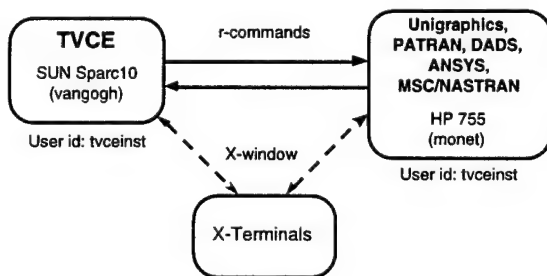 TVCE
SUN Sparc10
(vangogh)
User id: tvceinst
r-commands
X-window
Unigraphics,
PATRAN, DADS,
ANSYS,
MSC/NASTRAN
HP 755
(monet)
User id: tvceinst
X-Terminals